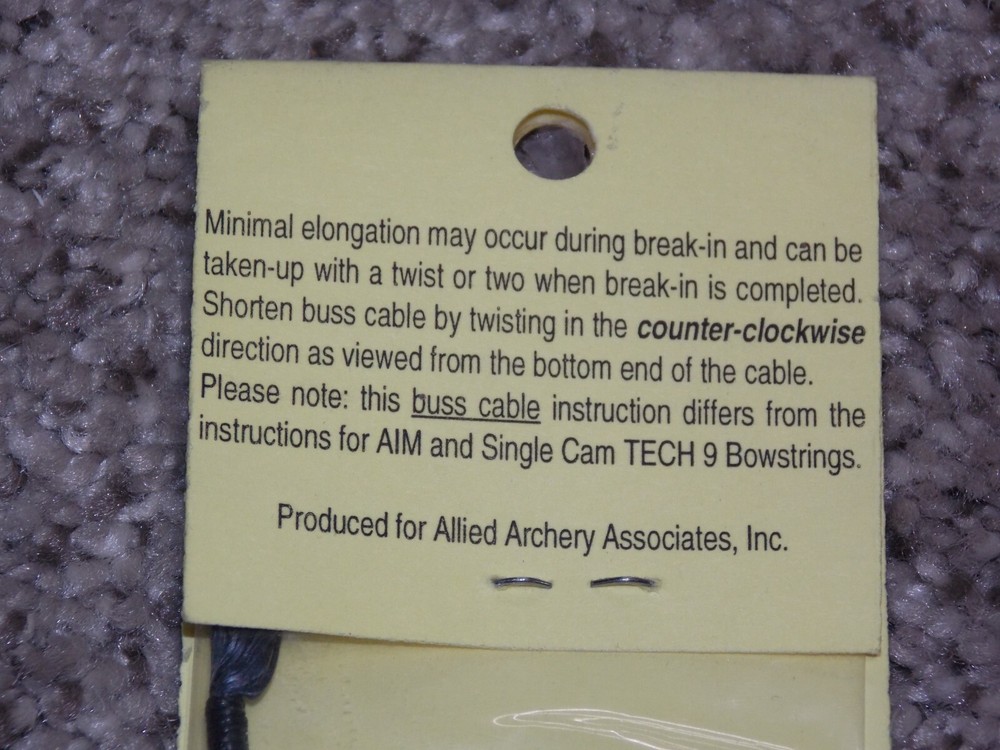 Minimal elongation may occur during break-in and can be
taken-up with a twist or two when break-in is completed.
Shorten buss cable by twisting in the counter-clockwise
direction as viewed from the bottom end of the cable.
Please note: this buss cable instruction differs from the
instructions for AIM and Single Cam TECH 9 Bowstrings.
Produced for Allied Archery Associates, Inc.